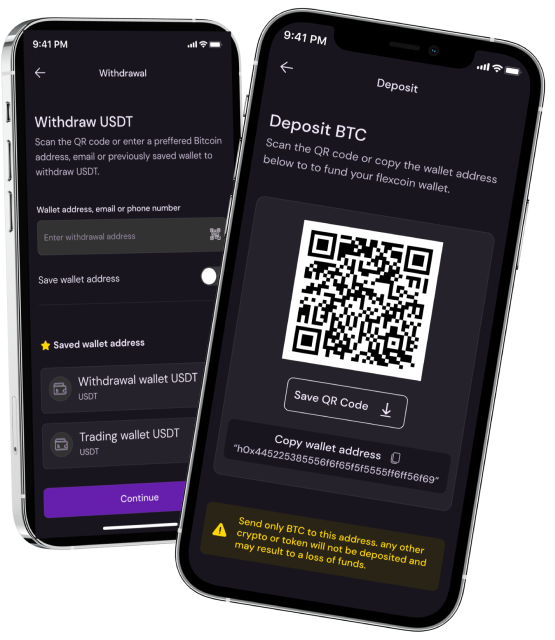 9:41 PM
Withdrawal
Withdraw USDT
Scan the QR code or enter a preffered Bitcoin
address, email or previously saved wallet to
withdraw USDT.
Wallet address, email or phone number
Enter withdrawal address
Save wallet address
Saved wallet address
Withdrawal wallet USDT
USDT
Trading wallet USDT
USDT
Continue
9:41 PM
Deposit
Deposit BTC
Scan the QR code or copy the wallet address
below to to fund your flexcoin wallet.
Save QR Code
Copy wallet address
"h0x445225385556f6f65f5f5555ff6ff56f69"
Send only BTC to this address. any other
crypto or token will not be deposited and
may result to a loss of funds.